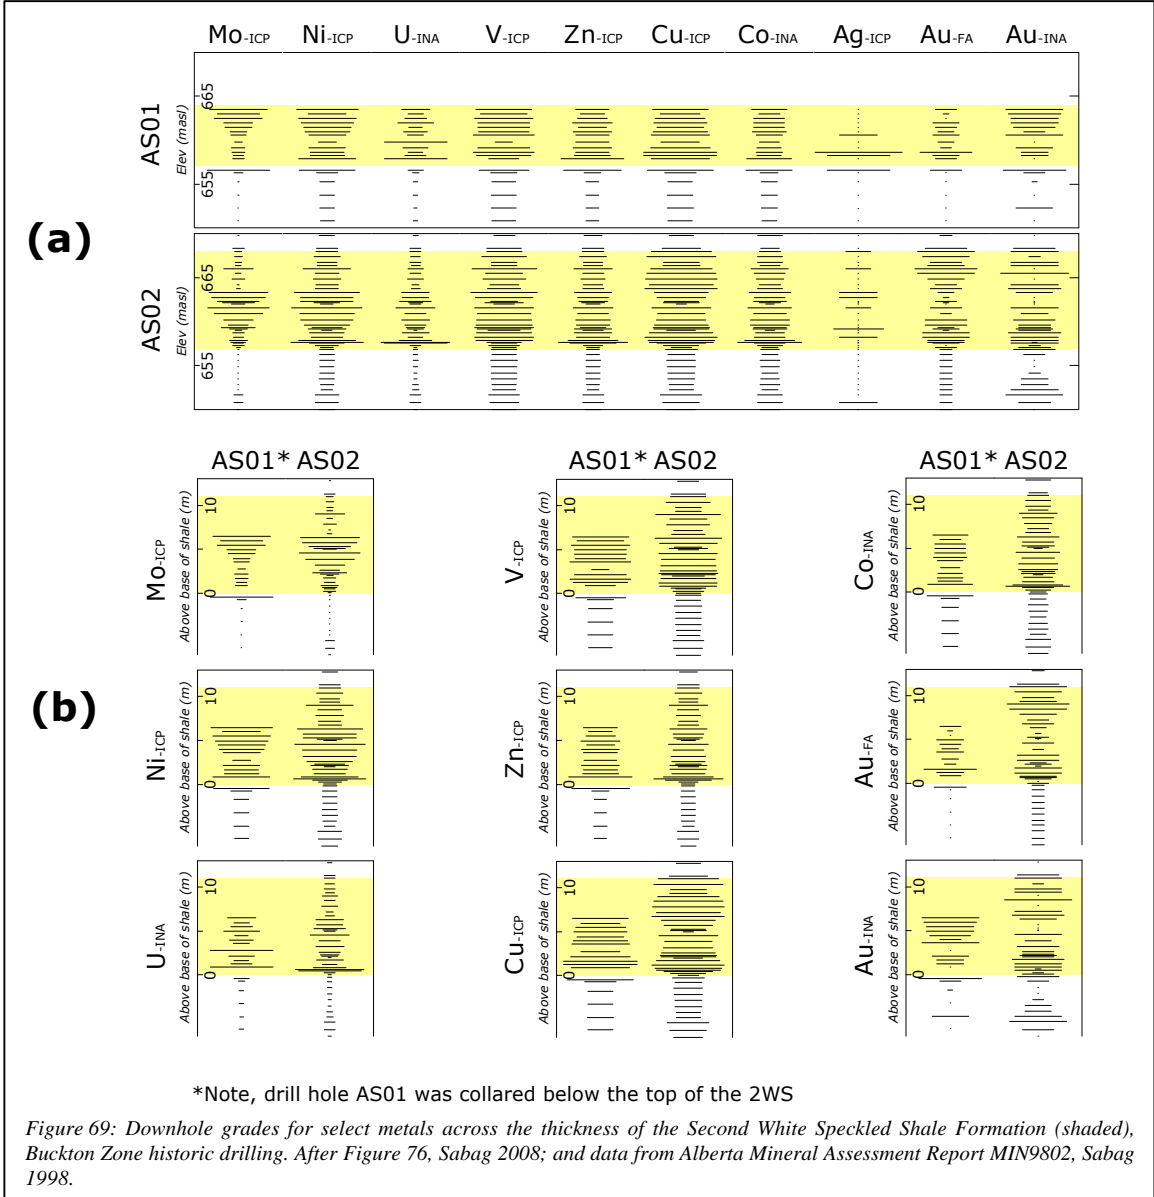 Mo-ICP Ni-ICP U-INA V-ICP Zn-ICP Cu-ICP Co-INA Ag-ICP Au-FA Au-INA
(a)
AS01
Elev (masl)
665
655
AS02
Elev (masl)
665
655
(b)
AS01* AS02 AS01* AS02 AS01* AS02
Mo-ICP
Above base of shale (m)
10
0
V-ICP
Above base of shale (m)
10
0
Co-INA
Above base of shale (m)
10
0
Ni-ICP
Above base of shale (m)
10
0
Zn-ICP
Above base of shale (m)
10
0
Au-FA
Above base of shale (m)
10
0
U-INA
Above base of shale (m)
10
0
Cu-ICP
Above base of shale (m)
10
0
Au-INA
Above base of shale (m)
10
0
*Note, drill hole AS01 was collared below the top of the 2WS
Figure 69: Downhole grades for select metals across the thickness of the Second White Speckled Shale Formation (shaded),
Buckton Zone historic drilling. After Figure 76, Sabag 2008; and data from Alberta Mineral Assessment Report MIN9802, Sabag
1998.